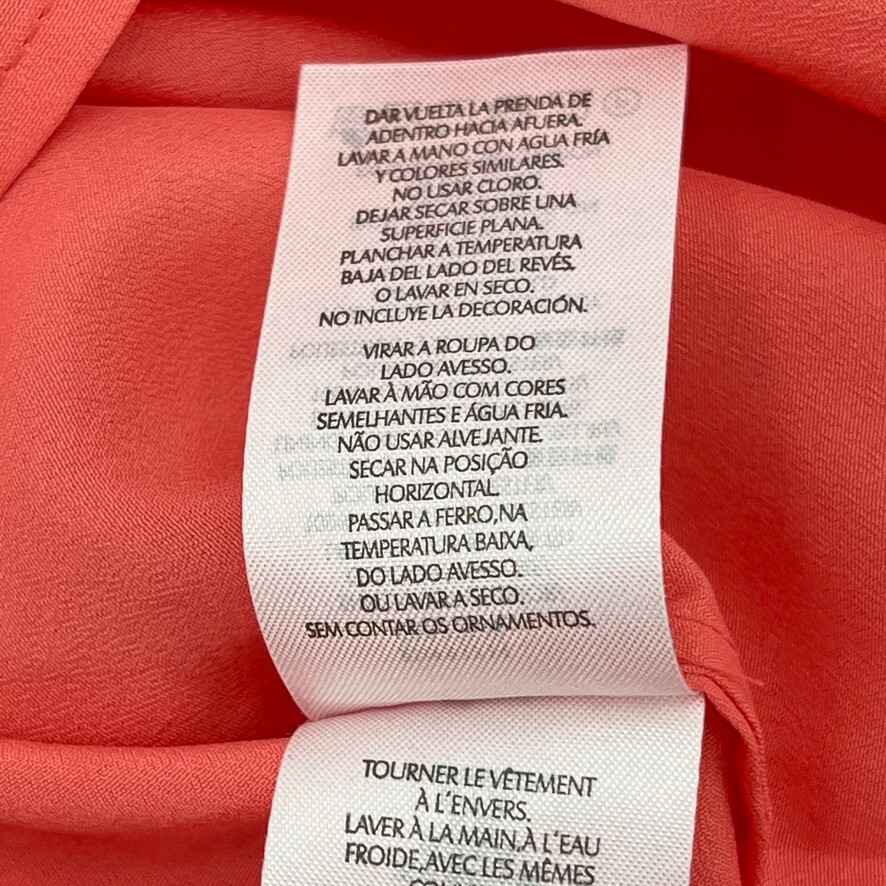 DAR VUELTA LA PRENDA DE
ADENTRO HACIA AFUERA.
LAVAR A MANO CON AGUA FRÍA
Y COLORES SIMILARES.
NO USAR CLORO.
DEJAR SECAR SOBRE UNA
SUPERFICIE PLANA.
PLANCHAR A TEMPERATURA
BAJA DEL LADO DEL REVÉS.
O LAVAR EN SECO.
NO INCLUYE LA DECORACIÓN.
VIRAR A ROUPA DO
LADO AVESSO.
LAVAR À MÃO COM CORES
SEMELHANTES E ÁGUA FRIA.
NÃO USAR ALVEJANTE.
SECAR NA POSIÇÃO
HORIZONTAL.
PASSAR A FERRO, NA
TEMPERATURA BAIXA,
DO LADO AVESSO.
OU LAVAR A SECO.
SEM CONTAR OS ORNAMENTOS.
TOURNER LE VÊTEMENT
À L'ENVERS.
LAVER À LA MAIN, À L'EAU
FROIDE, AVEC LES MÊMES